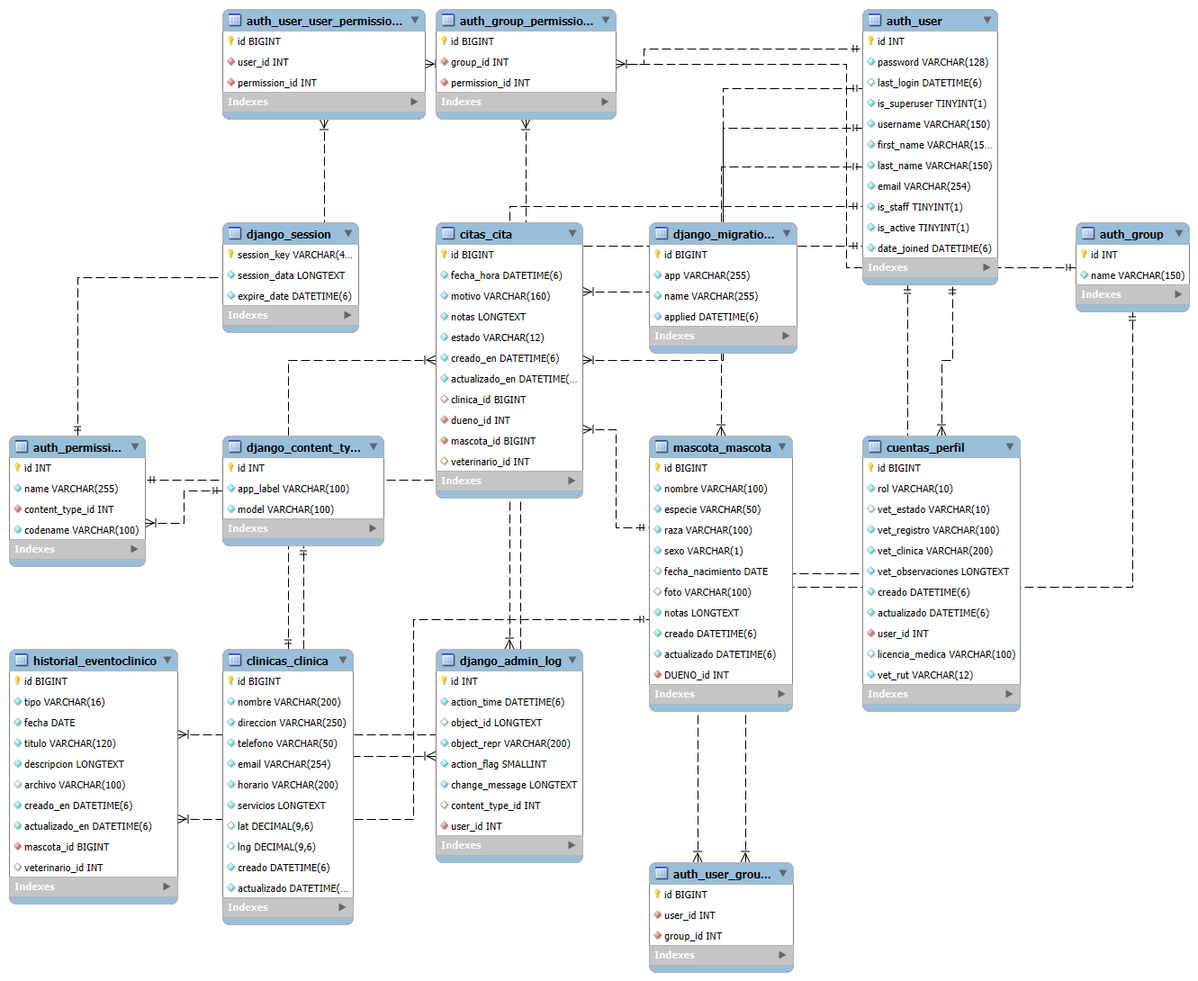 auth_user_user_permissio...
id BIGINT
user_id INT
permission_id INT
Indexes
auth_group_permissio...
id BIGINT
group_id INT
permission_id INT
Indexes
auth_user
id INT
password VARCHAR(128)
last_login DATETIME(6)
is_superuser TINYINT(1)
username VARCHAR(150)
first_name VARCHAR(15...
last_name VARCHAR(150)
email VARCHAR(254)
is_staff TINYINT(1)
is_active TINYINT(1)
date_joined DATETIME(6)
Indexes
django_session
session_key VARCHAR(4...
session_data LONGTEXT
expire_date DATETIME(6)
Indexes
citas_cita
id BIGINT
fecha_hora DATETIME(6)
motivo VARCHAR(160)
notas LONGTEXT
estado VARCHAR(12)
creado_en DATETIME(6)
actualizado_en DATETIME(...
clinica_id BIGINT
dueno_id INT
mascota_id BIGINT
veterinario_id INT
Indexes
django_migratio...
id BIGINT
app VARCHAR(255)
name VARCHAR(255)
applied DATETIME(6)
Indexes
auth_group
id INT
name VARCHAR(150)
Indexes
auth_permissi...
id INT
name VARCHAR(255)
content_type_id INT
codename VARCHAR(100)
Indexes
django_content_ty...
id INT
app_label VARCHAR(100)
model VARCHAR(100)
Indexes
mascota_mascota
id BIGINT
nombre VARCHAR(100)
especie VARCHAR(50)
raza VARCHAR(100)
sexo VARCHAR(1)
fecha_nacimiento DATE
foto VARCHAR(100)
notas LONGTEXT
creado DATETIME(6)
actualizado DATETIME(6)
DUENO_id INT
Indexes
cuentas_perfil
id BIGINT
rol VARCHAR(10)
vet_estado VARCHAR(10)
vet_registro VARCHAR(100)
vet_clinica VARCHAR(200)
vet_observaciones LONGTEXT
creado DATETIME(6)
actualizado DATETIME(6)
user_id INT
licencia_medica VARCHAR(100)
vet_rut VARCHAR(12)
Indexes
historial_eventoclinico
id BIGINT
tipo VARCHAR(16)
fecha DATE
titulo VARCHAR(120)
descripcion LONGTEXT
archivo VARCHAR(100)
creado_en DATETIME(6)
actualizado_en DATETIME(6)
mascota_id BIGINT
veterinario_id INT
Indexes
clinicas_clinica
id BIGINT
nombre VARCHAR(200)
direccion VARCHAR(250)
telefono VARCHAR(50)
email VARCHAR(254)
horario VARCHAR(200)
servicios LONGTEXT
lat DECIMAL(9,6)
lng DECIMAL(9,6)
creado DATETIME(6)
actualizado DATETIME(...
Indexes
django_admin_log
id INT
action_time DATETIME(6)
object_id LONGTEXT
object_repr VARCHAR(200)
action_flag SMALLINT
change_message LONGTEXT
content_type_id INT
user_id INT
Indexes
auth_user_grou...
id BIGINT
user_id INT
group_id INT
Indexes